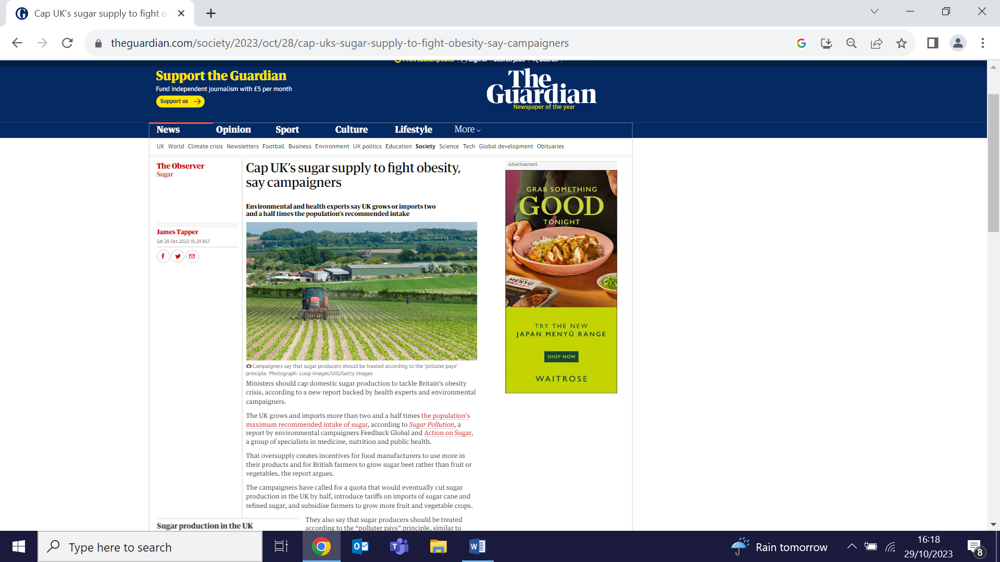 Cap UK's sugar supply to fight o
theguardian.com/society/2023/oct/28/cap-uks-sugar-supply-to-fight-obesity-say-campaigners
Print subscriptions Sign in Search jobs Search
Support the Guardian
Fund independent journalism with £5 per month
Support us
The
Guardian
Newspaper of the year
News Opinion Sport Culture Lifestyle More
UK World Climate crisis Newsletters Football Business Environment UK politics Education Society Science Tech Global development Obituaries
The Observer
Sugar
Cap UK's sugar supply to fight obesity,
say campaigners
Environmental and health experts say UK grows or imports two
and a half times the population's recommended intake
James Tapper
Sat 28 Oct 2023 18.29 BST
Campaigners say that sugar producers should be treated according to the 'polluter pays'
principle. Photograph: Loop Images/UIG/Getty Images
Ministers should cap domestic sugar production to tackle Britain's obesity
crisis, according to a new report backed by health experts and environmental
campaigners.
The UK grows and imports more than two and a half times the population's
maximum recommended intake of sugar, according to Sugar Pollution, a
report by environmental campaigners Feedback Global and Action on Sugar,
a group of specialists in medicine, nutrition and public health.
That oversupply creates incentives for food manufacturers to use more in
their products and for British farmers to grow sugar beet rather than fruit or
vegetables, the report argues.
The campaigners have called for a quota that would eventually cut sugar
production in the UK by half, introduce tariffs on imports of sugar cane and
refined sugar, and subsidise farmers to grow more fruit and vegetable crops.
They also say that sugar producers should be treated
according to the "polluter pays" principle, similar to
Sugar production in the UK
Advertisement
GRAB SOMETHING
GOOD
TONIGHT
JAPAN
MENYŪ
TRY THE NEW
JAPAN MENYŪ RANGE
SHOP NOW
WAITROSE
Type here to search
Rain tomorrow
16:18
29/10/2023
8